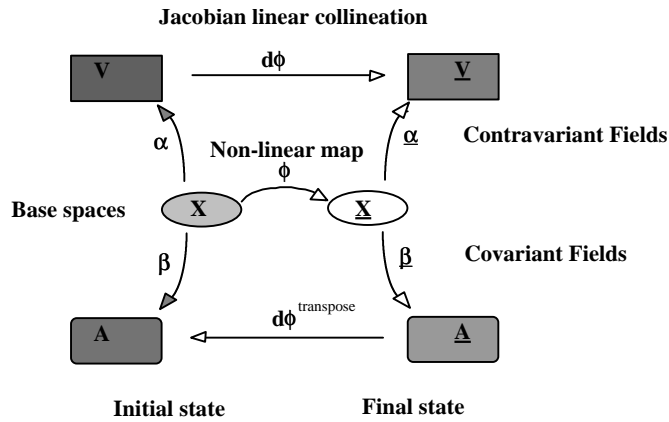 Jacobian linear collineation
V
dϕ
V
α
Non-linear map
ϕ
α
Contravariant Fields
Base spaces
X
X
β
β
Covariant Fields
A
dϕ transpose
A
Initial state
Final state